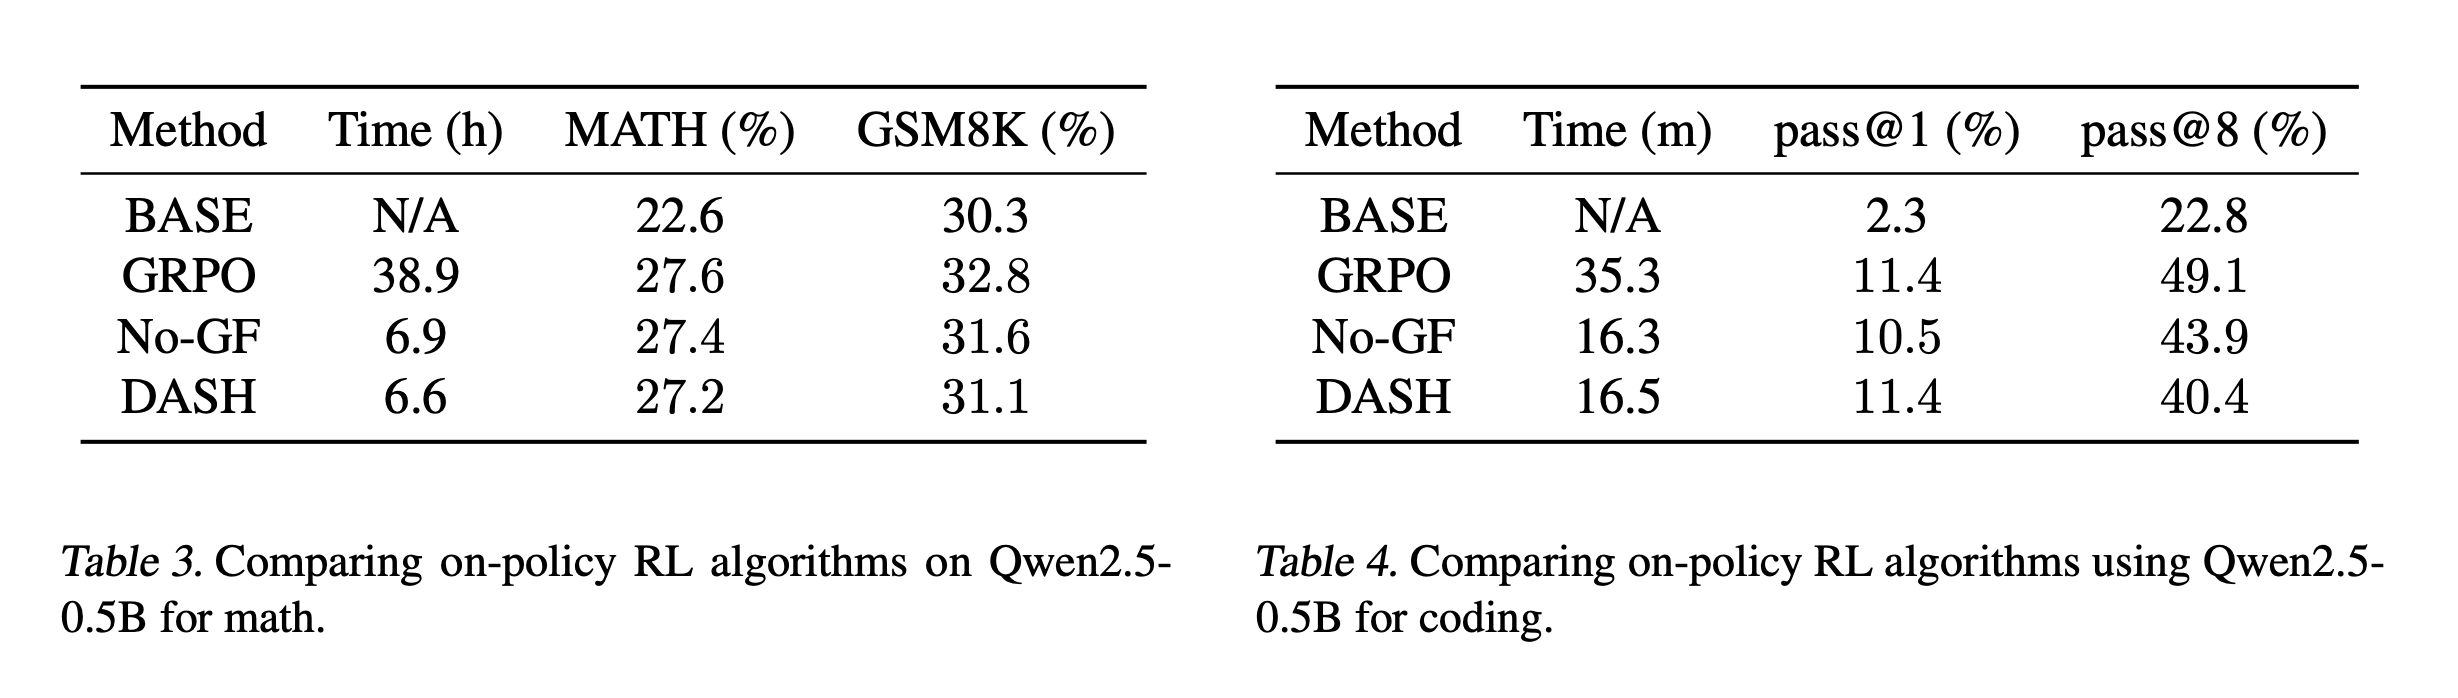 Method Time (h) MATH (%) GSM8K (%)
BASE N/A 22.6 30.3
GRPO 38.9 27.6 32.8
No-GF 6.9 27.4 31.6
DASH 6.6 27.2 31.1
Table 3. Comparing on-policy RL algorithms on Qwen2.5-
0.5B for math.
Method Time (m) pass@1 (%) pass@8 (%)
BASE N/A 2.3 22.8
GRPO 35.3 11.4 49.1
No-GF 16.3 10.5 43.9
DASH 16.5 11.4 40.4
Table 4. Comparing on-policy RL algorithms using Qwen2.5-
0.5B for coding.